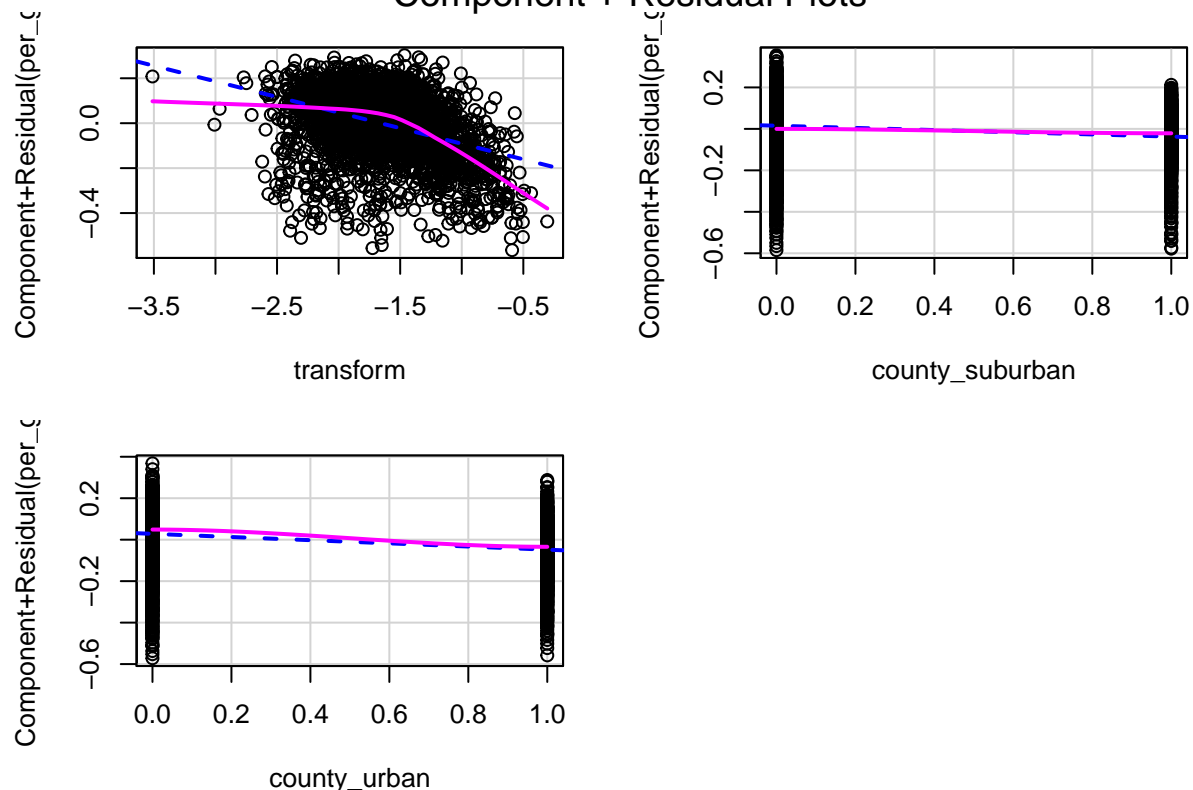 Component + Residual Plots
Component+Residual(per_g
0.0
−0.4
−3.5 −2.5 −1.5 −0.5
transform
Component+Residual(per_g
0.2
−0.2
−0.6
0.0 0.2 0.4 0.6 0.8 1.0
county_suburban
Component+Residual(per_g
0.2
−0.2
−0.6
0.0 0.2 0.4 0.6 0.8 1.0
county_urban